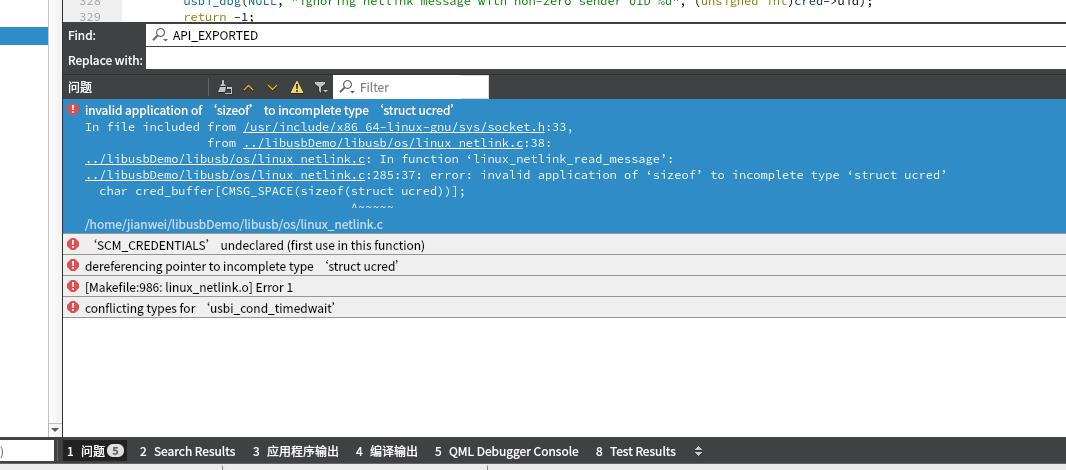 328 usbi_dbg(NULL, "ignoring netlink message with non-zero sender UID %u", (unsigned int)cred->uid);
329 return -1;
Find: API_EXPORTED
Replace with:
问题 Filter
invalid application of ‘sizeof’ to incomplete type ‘struct ucred’
In file included from /usr/include/x86_64-linux-gnu/sys/socket.h:33,
from ../libusbDemo/libusb/os/linux_netlink.c:38:
../libusbDemo/libusb/os/linux_netlink.c: In function ‘linux_netlink_read_message’:
../libusbDemo/libusb/os/linux_netlink.c:285:37: error: invalid application of ‘sizeof’ to incomplete type ‘struct ucred’
char cred_buffer[CMSG_SPACE(sizeof(struct ucred))];
^~~~~~
/home/jianwei/libusbDemo/libusb/os/linux_netlink.c
‘SCM_CREDENTIALS’ undeclared (first use in this function)
dereferencing pointer to incomplete type ‘struct ucred’
[Makefile:986: linux_netlink.o] Error 1
conflicting types for ‘usbi_cond_timedwait’
) 1 问题 5 2 Search Results 3 应用程序输出 4 编译输出 5 QML Debugger Console 8 Test Results